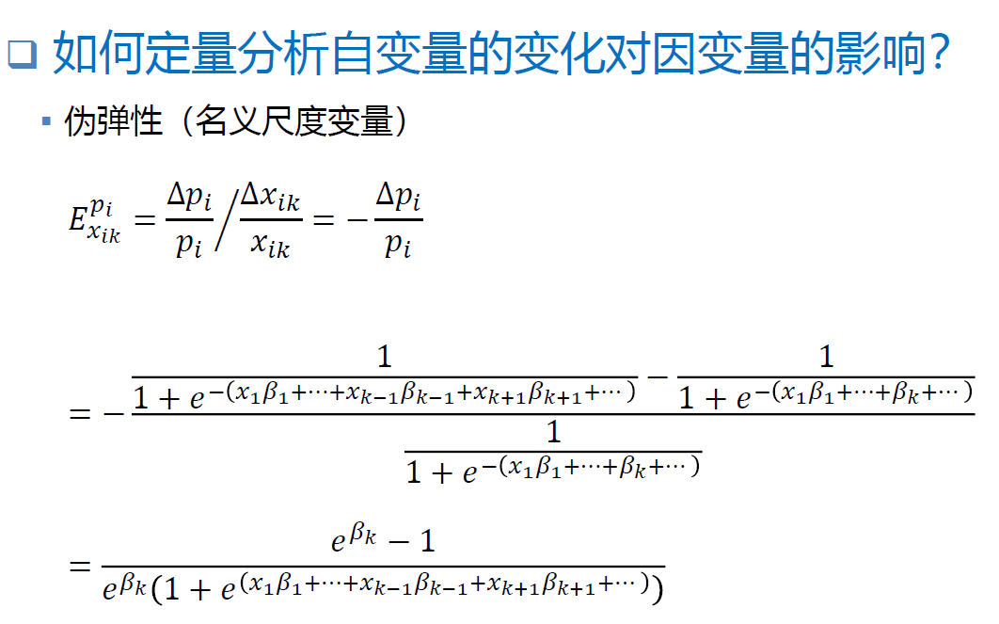 ❑ 如何定量分析自变量的变化对因变量的影响？
▪ 伪弹性（名义尺度变量）
$E_{x_{ik}}^{p_i} = \frac{\Delta p_i}{p_i} / \frac{\Delta x_{ik}}{x_{ik}} = -\frac{\Delta p_i}{p_i}$
$= -\frac{\frac{1}{1+e^{-(x_1\beta_1+\cdots+x_{k-1}\beta_{k-1}+x_{k+1}\beta_{k+1}+\cdots)}} - \frac{1}{1+e^{-(x_1\beta_1+\cdots+\beta_k+\cdots)}}}{\frac{1}{1+e^{-(x_1\beta_1+\cdots+\beta_k+\cdots)}}}$
$= \frac{e^{\beta_k}-1}{e^{\beta_k}(1+e^{(x_1\beta_1+\cdots+x_{k-1}\beta_{k-1}+x_{k+1}\beta_{k+1}+\cdots)})}$